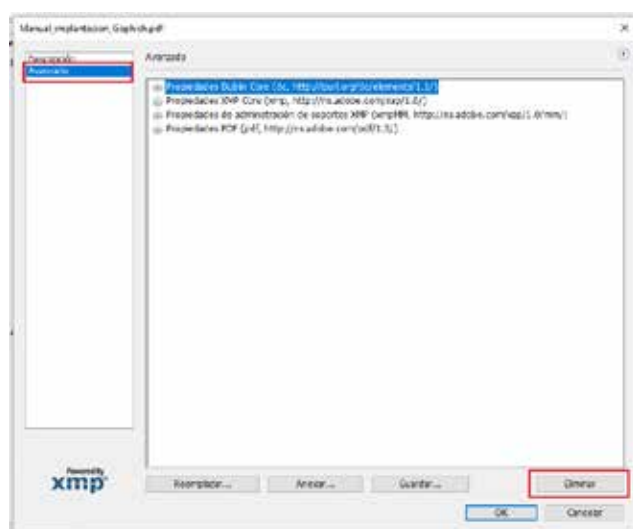 Manual_implantacion_Gophish.pdf
Descripción
Avanzado
Avanzado
Propiedades Dublin Core (dc, http://purl.org/dc/elements/1.1/)
Propiedades XMP Core (xmp, http://ns.adobe.com/xap/1.0/)
Propiedades de administración de soportes XMP (xmpMM, http://ns.adobe.com/xap/1.0/mm/)
Propiedades PDF (pdf, http://ns.adobe.com/pdf/1.3/)
Powered By
xmp
Reemplazar... Anexar... Guardar... Eliminar
OK Cancelar